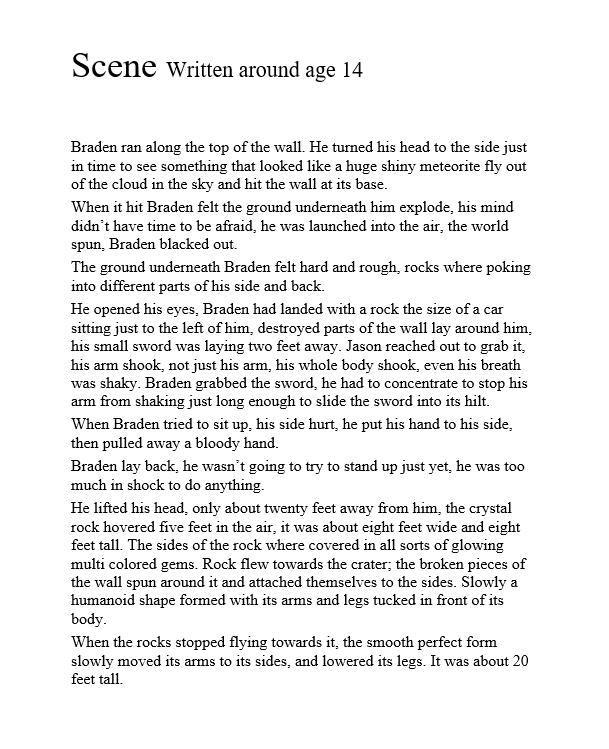 Scene Written around age 14
Braden ran along the top of the wall. He turned his head to the side just
in time to see something that looked like a huge shiny meteorite fly out
of the cloud in the sky and hit the wall at its base.
When it hit Braden felt the ground underneath him explode, his mind
didn’t have time to be afraid, he was launched into the air, the world
spun, Braden blacked out.
The ground underneath Braden felt hard and rough, rocks where poking
into different parts of his side and back.
He opened his eyes, Braden had landed with a rock the size of a car
sitting just to the left of him, destroyed parts of the wall lay around him,
his small sword was laying two feet away. Jason reached out to grab it,
his arm shook, not just his arm, his whole body shook, even his breath
was shaky. Braden grabbed the sword, he had to concentrate to stop his
arm from shaking just long enough to slide the sword into its hilt.
When Braden tried to sit up, his side hurt, he put his hand to his side,
then pulled away a bloody hand.
Braden lay back, he wasn’t going to try to stand up just yet, he was too
much in shock to do anything.
He lifted his head, only about twenty feet away from him, the crystal
rock hovered five feet in the air, it was about eight feet wide and eight
feet tall. The sides of the rock where covered in all sorts of glowing
multi colored gems. Rock flew towards the crater; the broken pieces of
the wall spun around it and attached themselves to the sides. Slowly a
humanoid shape formed with its arms and legs tucked in front of its
body.
When the rocks stopped flying towards it, the smooth perfect form
slowly moved its arms to its sides, and lowered its legs. It was about 20
feet tall.